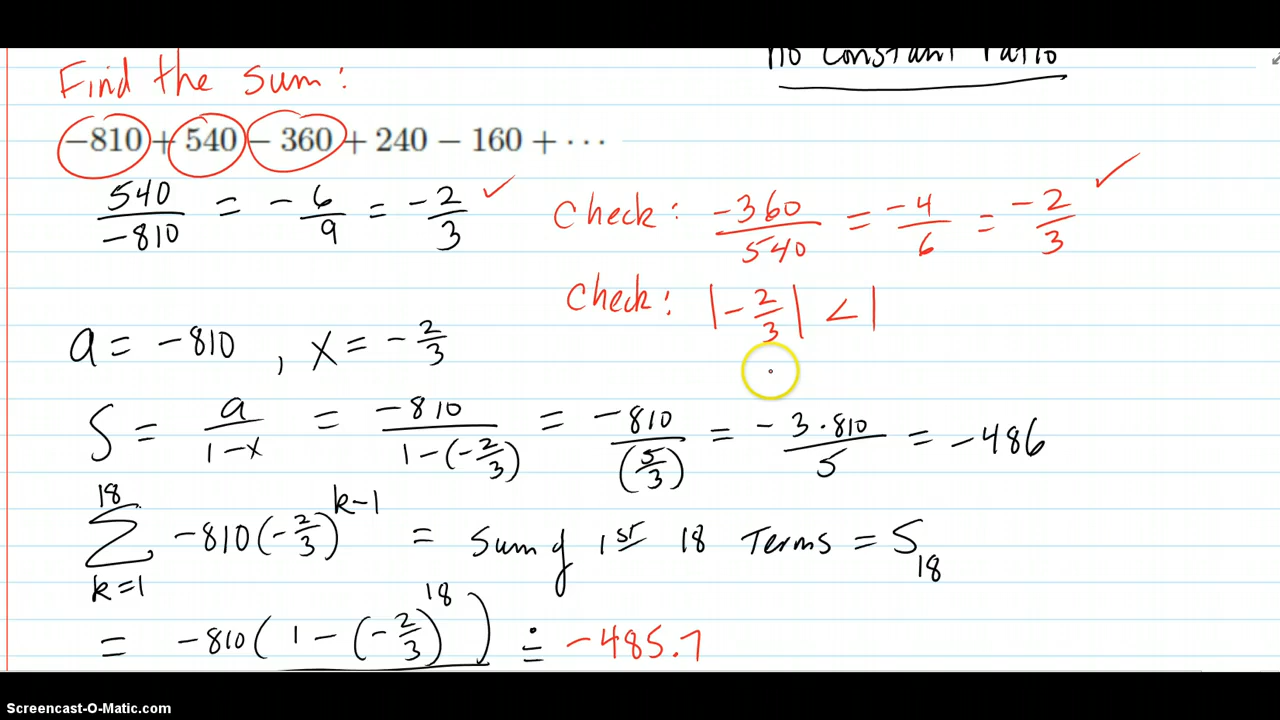 no constant ratio
Find the sum:
−810 + 540 − 360 + 240 − 160 + ···
540/−810 = −6/9 = −2/3 ✓
Check: −360/540 = −4/6 = −2/3 ✓
Check: |−2/3| < 1
a = −810 , x = −2/3
S = a/(1−x) = −810/(1−(−2/3)) = −810/(5/3) = −3·810/5 = −486
18
∑ −810(−2/3)^(k−1) = Sum of 1st 18 Terms = S_18
k=1
= −810(1−(−2/3)^18) ≐ −485.7
Screencast-O-Matic.com